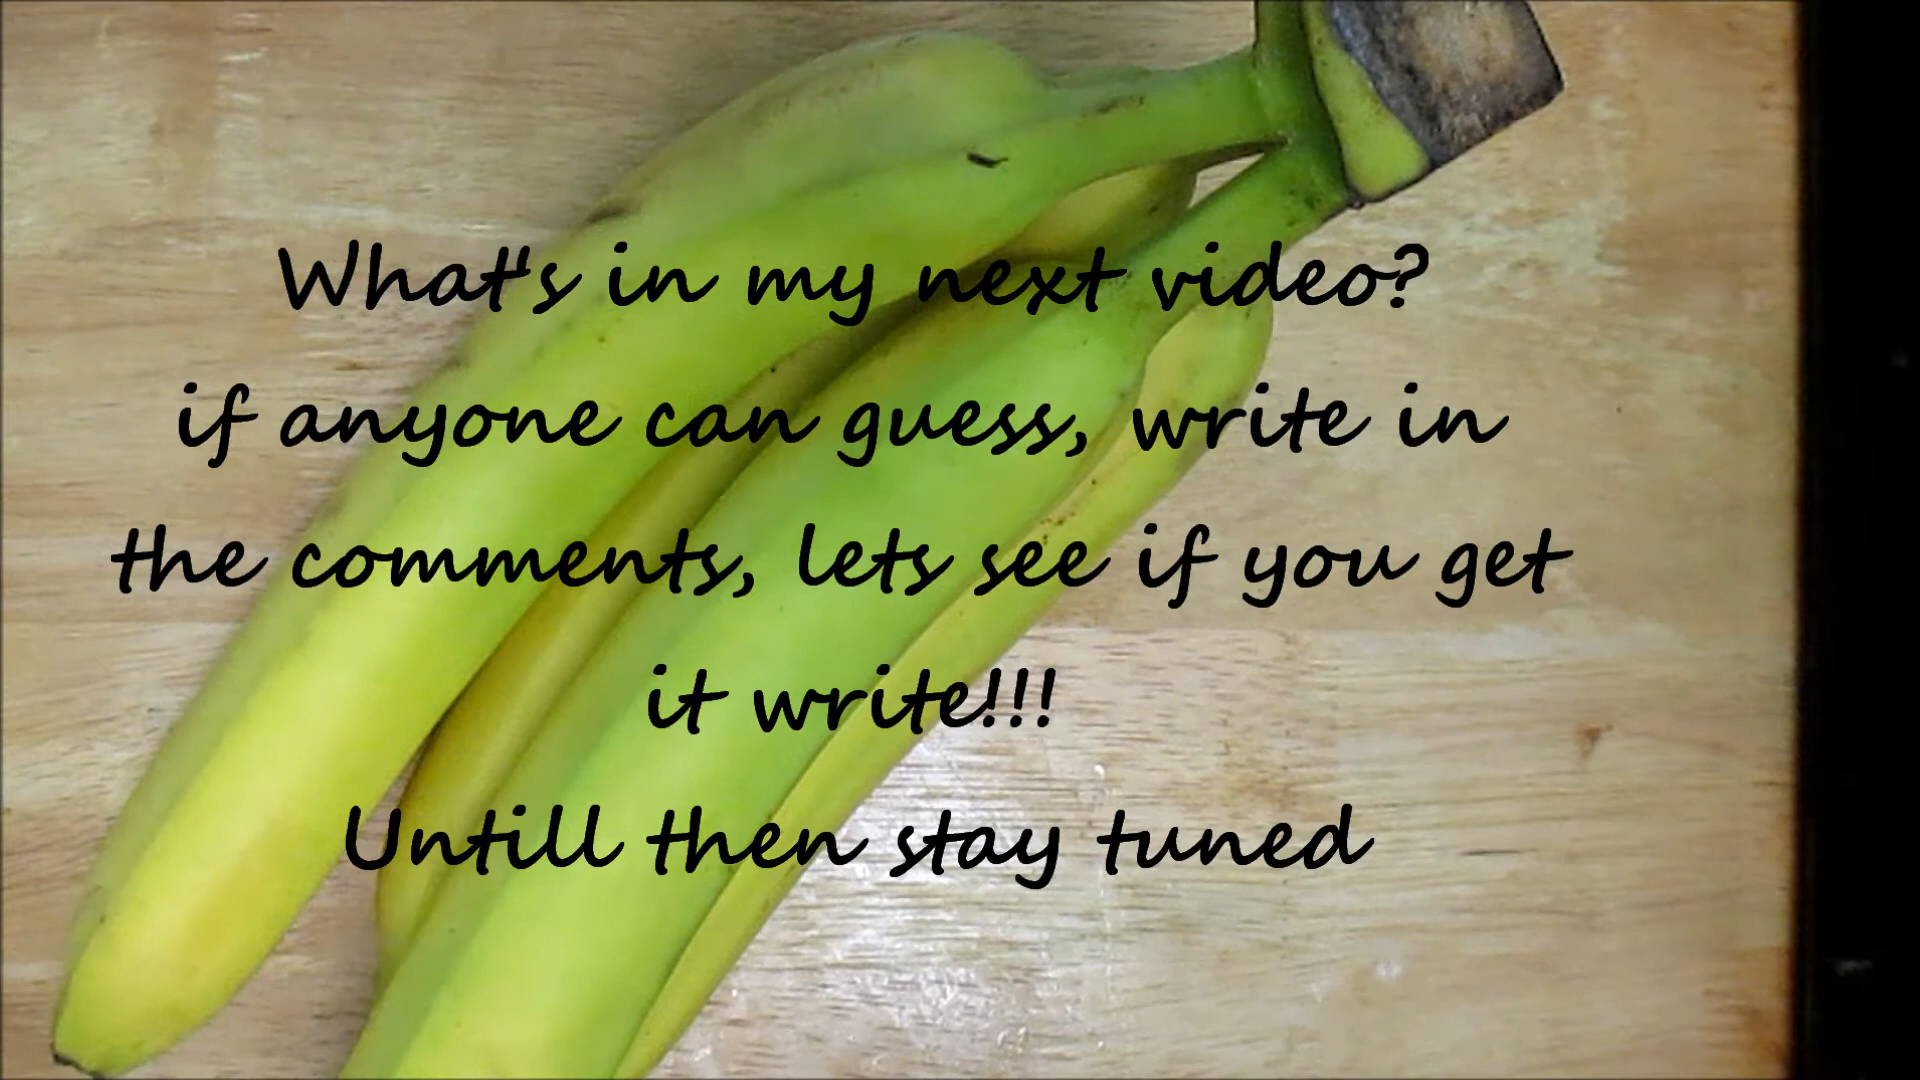 What's in my next video?
if anyone can guess, write in
the comments, lets see if you get
it write!!!
Untill then stay tuned